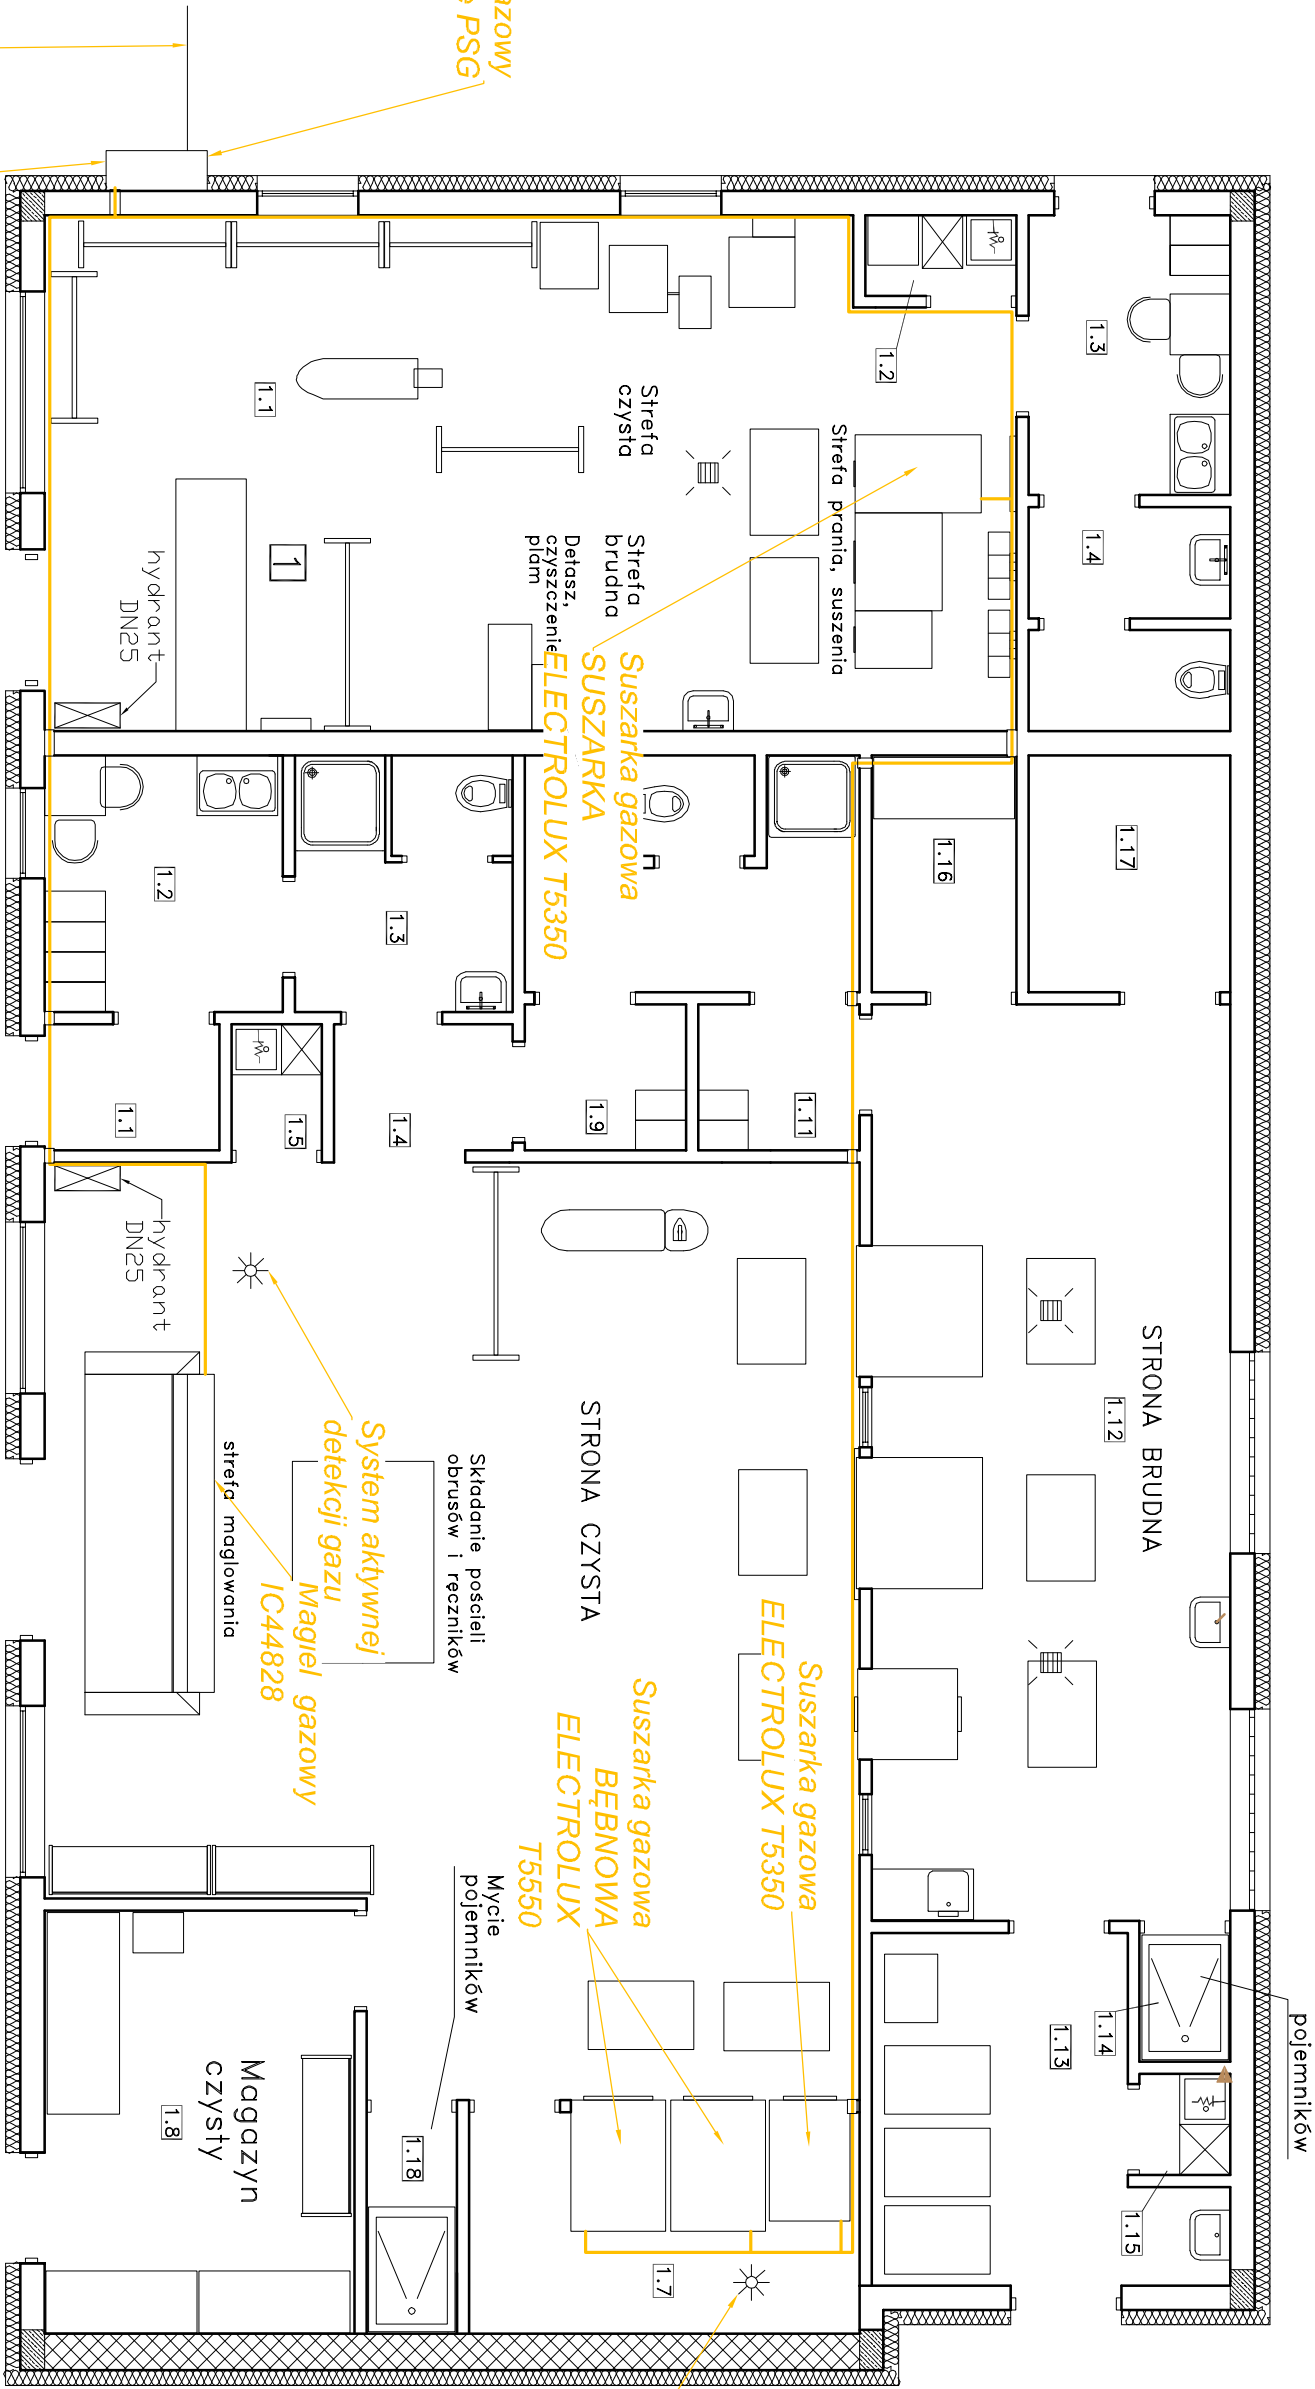 azowy
PSG
1.1
1.2
1.3
1.4
Strefa
czysta
Strefa prania, suszenia
Strefa
brudna
Detasz,
czyszczenie
plam
1
hydrant
DN25
Suszarka gazowa
SUSZARKA
ELECTROLUX T5350
1.2
1.3
1.16
1.17
1.1
1.5
1.4
1.9
1.11
hydrant
DN25
STRONA BRUDNA
1.12
STRONA CZYSTA
Składanie pościeli
obrusów i ręczników
System aktywnej
detekcji gazu
strefa maglowania
Magiel gazowy
IC44828
Suszarka gazowa
ELECTROLUX T5350
Suszarka gazowa
BĘBNOWA
ELECTROLUX
T5550
Mycie
pojemników
pojemników
1.14
1.13
1.15
Magazyn
czysty
1.8
1.18
1.7